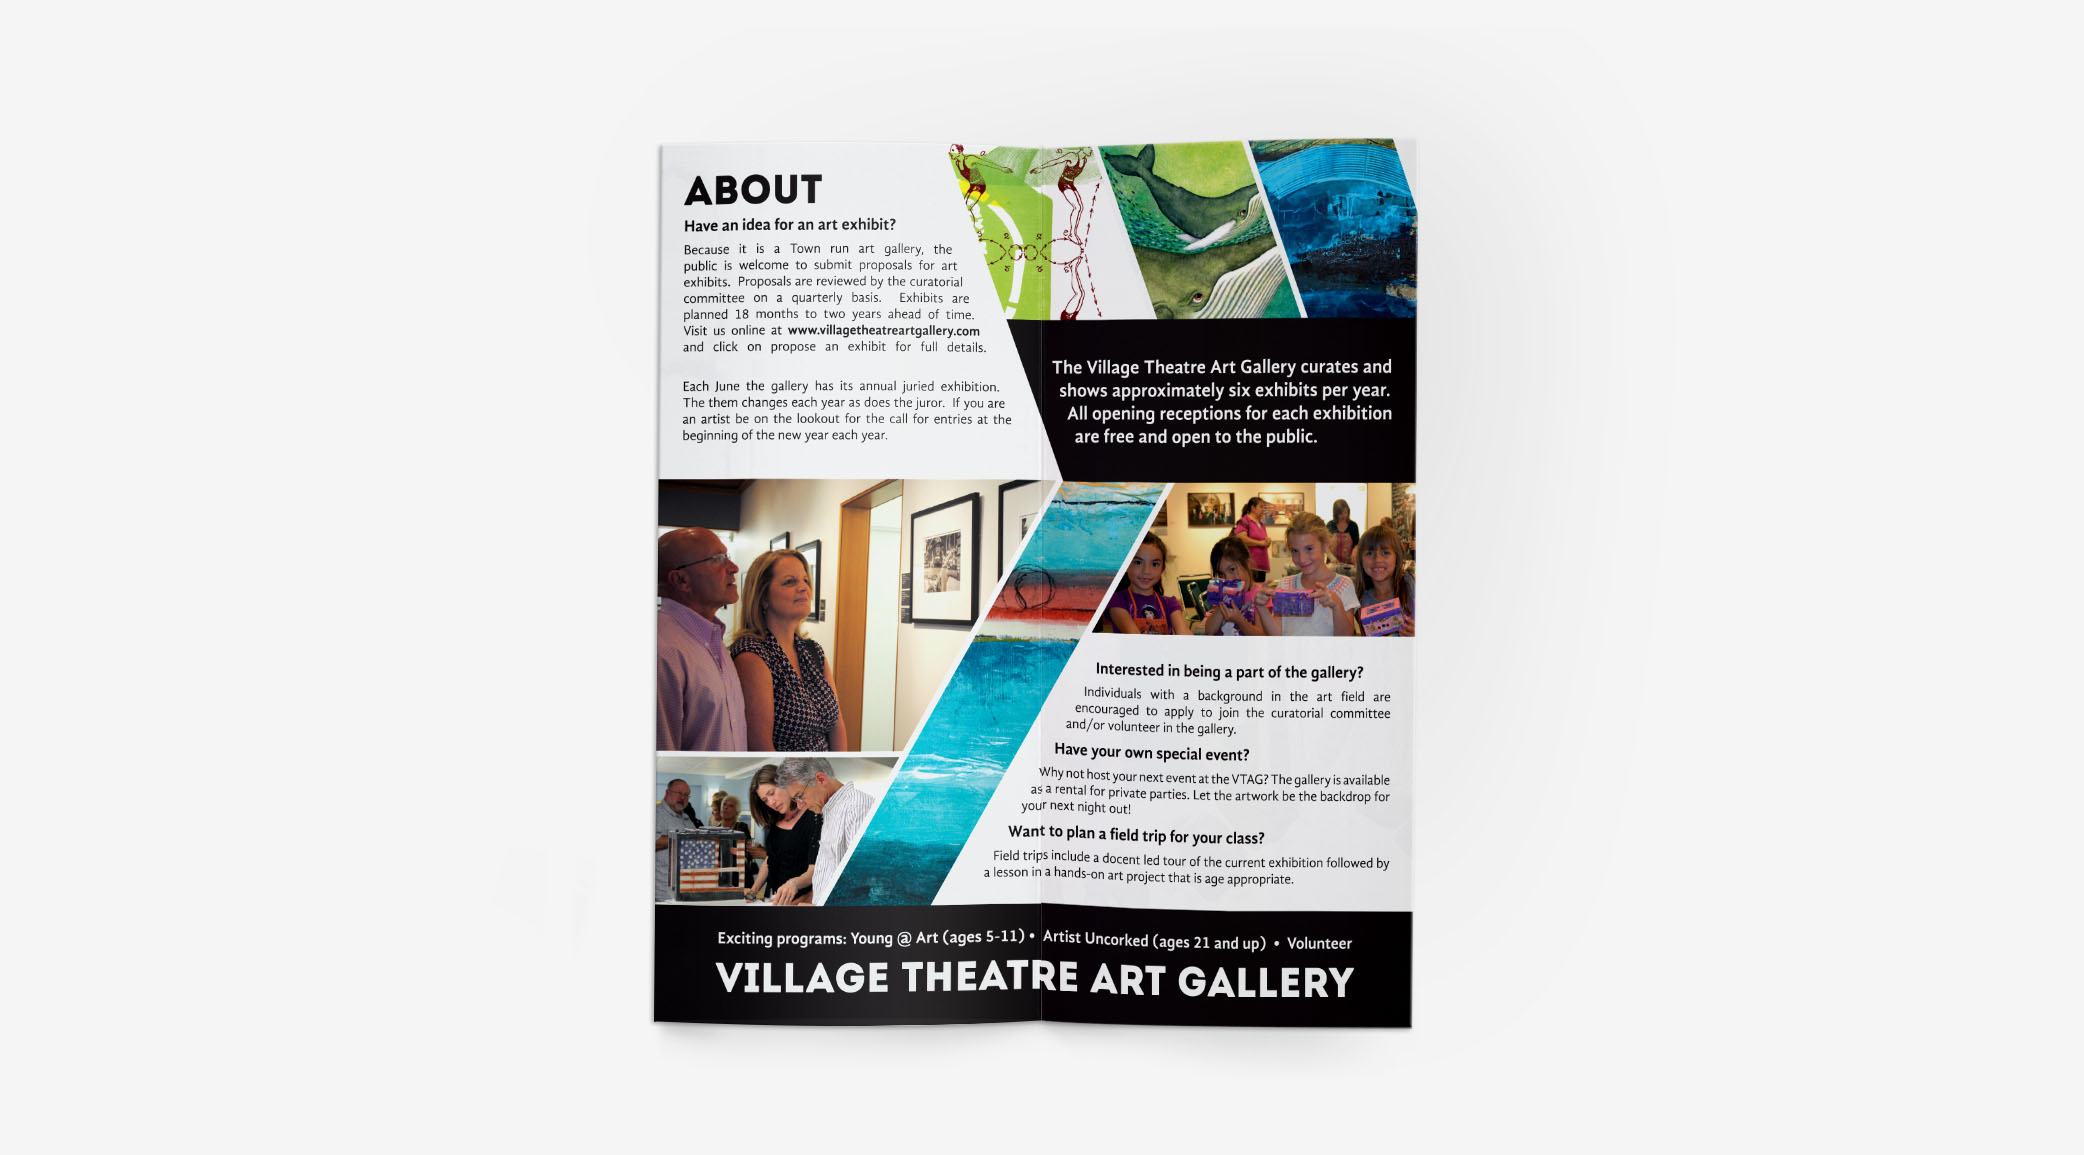 ABOUT
Have an idea for an art exhibit?
Because it is a Town run art gallery, the
public is welcome to submit proposals for art
exhibits. Proposals are reviewed by the curatorial
committee on a quarterly basis. Exhibits are
planned 18 months to two years ahead of time.
Visit us online at www.villagetheatreartgallery.com
and click on propose an exhibit for full details.
Each June the gallery has its annual juried exhibition.
The them changes each year as does the juror. If you are
an artist be on the lookout for the call for entries at the
beginning of the new year each year.
The Village Theatre Art Gallery curates and
shows approximately six exhibits per year.
All opening receptions for each exhibition
are free and open to the public.
Interested in being a part of the gallery?
Individuals with a background in the art field are
encouraged to apply to join the curatorial committee
and/or volunteer in the gallery.
Have your own special event?
Why not host your next event at the VTAG? The gallery is available
as a rental for private parties. Let the artwork be the backdrop for
your next night out!
Want to plan a field trip for your class?
Field trips include a docent led tour of the current exhibition followed by
a lesson in a hands-on art project that is age appropriate.
Exciting programs: Young @ Art (ages 5-11) • Artist Uncorked (ages 21 and up) • Volunteer
VILLAGE THEATRE ART GALLERY